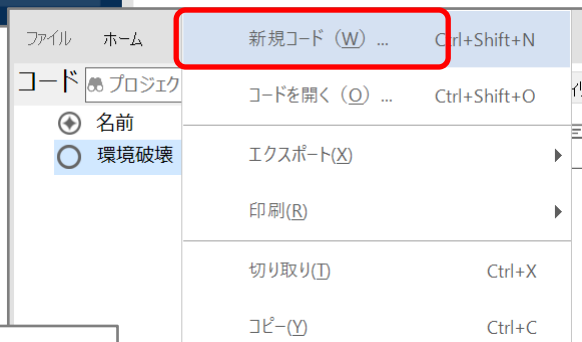 ファイル ホーム
コード プロジェク
名前
環境破壊
新規コード（W）... Ctrl+Shift+N
コードを開く（O）... Ctrl+Shift+O
エクスポート(X)
印刷(R)
切り取り(T) Ctrl+X
コピー(Y) Ctrl+C